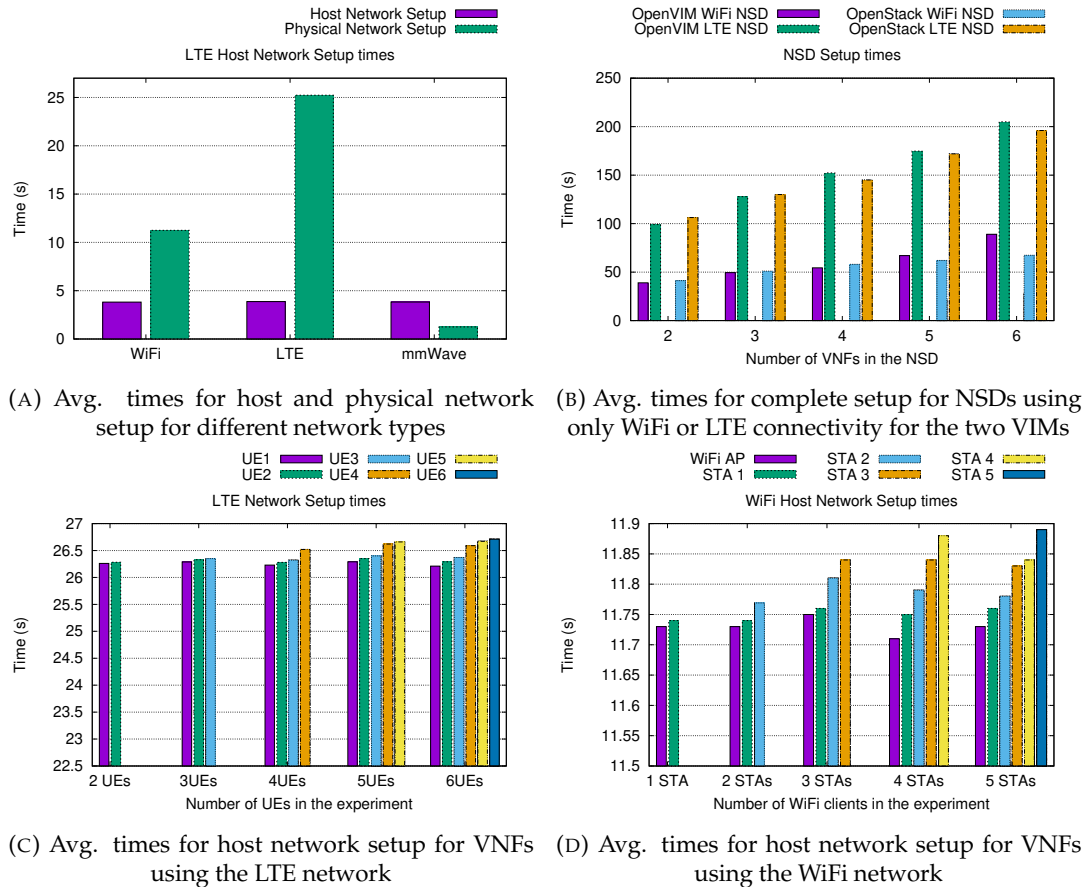 Host Network Setup
Physical Network Setup
LTE Host Network Setup times
Time (s)
25
20
15
10
5
0
WiFi LTE mmWave
(A) Avg. times for host and physical network
setup for different network types
OpenVIM WiFi NSD OpenStack WiFi NSD
OpenVIM LTE NSD OpenStack LTE NSD
NSD Setup times
Time (s)
250
200
150
100
50
0
2 3 4 5 6
Number of VNFs in the NSD
(B) Avg. times for complete setup for NSDs using
only WiFi or LTE connectivity for the two VIMs
UE1 UE3 UE5
UE2 UE4 UE6
LTE Network Setup times
Time (s)
27
26.5
26
25.5
25
24.5
24
23.5
23
22.5
2 UEs 3UEs 4UEs 5UEs 6UEs
Number of UEs in the experiment
(C) Avg. times for host network setup for VNFs
using the LTE network
WiFi AP STA 2 STA 4
STA 1 STA 3 STA 5
WiFi Host Network Setup times
Time (s)
11.9
11.85
11.8
11.75
11.7
11.65
11.6
11.55
11.5
1 STA 2 STAs 3 STAs 4 STAs 5 STAs
Number of WiFi clients in the experiment
(D) Avg. times for host network setup for VNFs
using the WiFi network